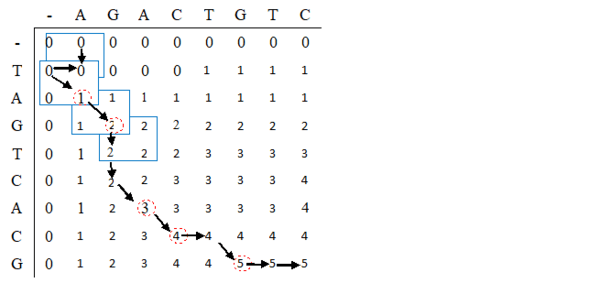 - A G A C T G T C
- 0 0 0 0 0 0 0 0 0
T 0 0 0 0 0 1 1 1 1
A 0 1 1 1 1 1 1 1 1
G 0 1 2 2 2 2 2 2 2
T 0 1 2 2 2 3 3 3 3
C 0 1 2 2 3 3 3 3 4
A 0 1 2 3 3 3 3 3 4
C 0 1 2 3 4 4 4 4 4
G 0 1 2 3 4 4 5 5 5